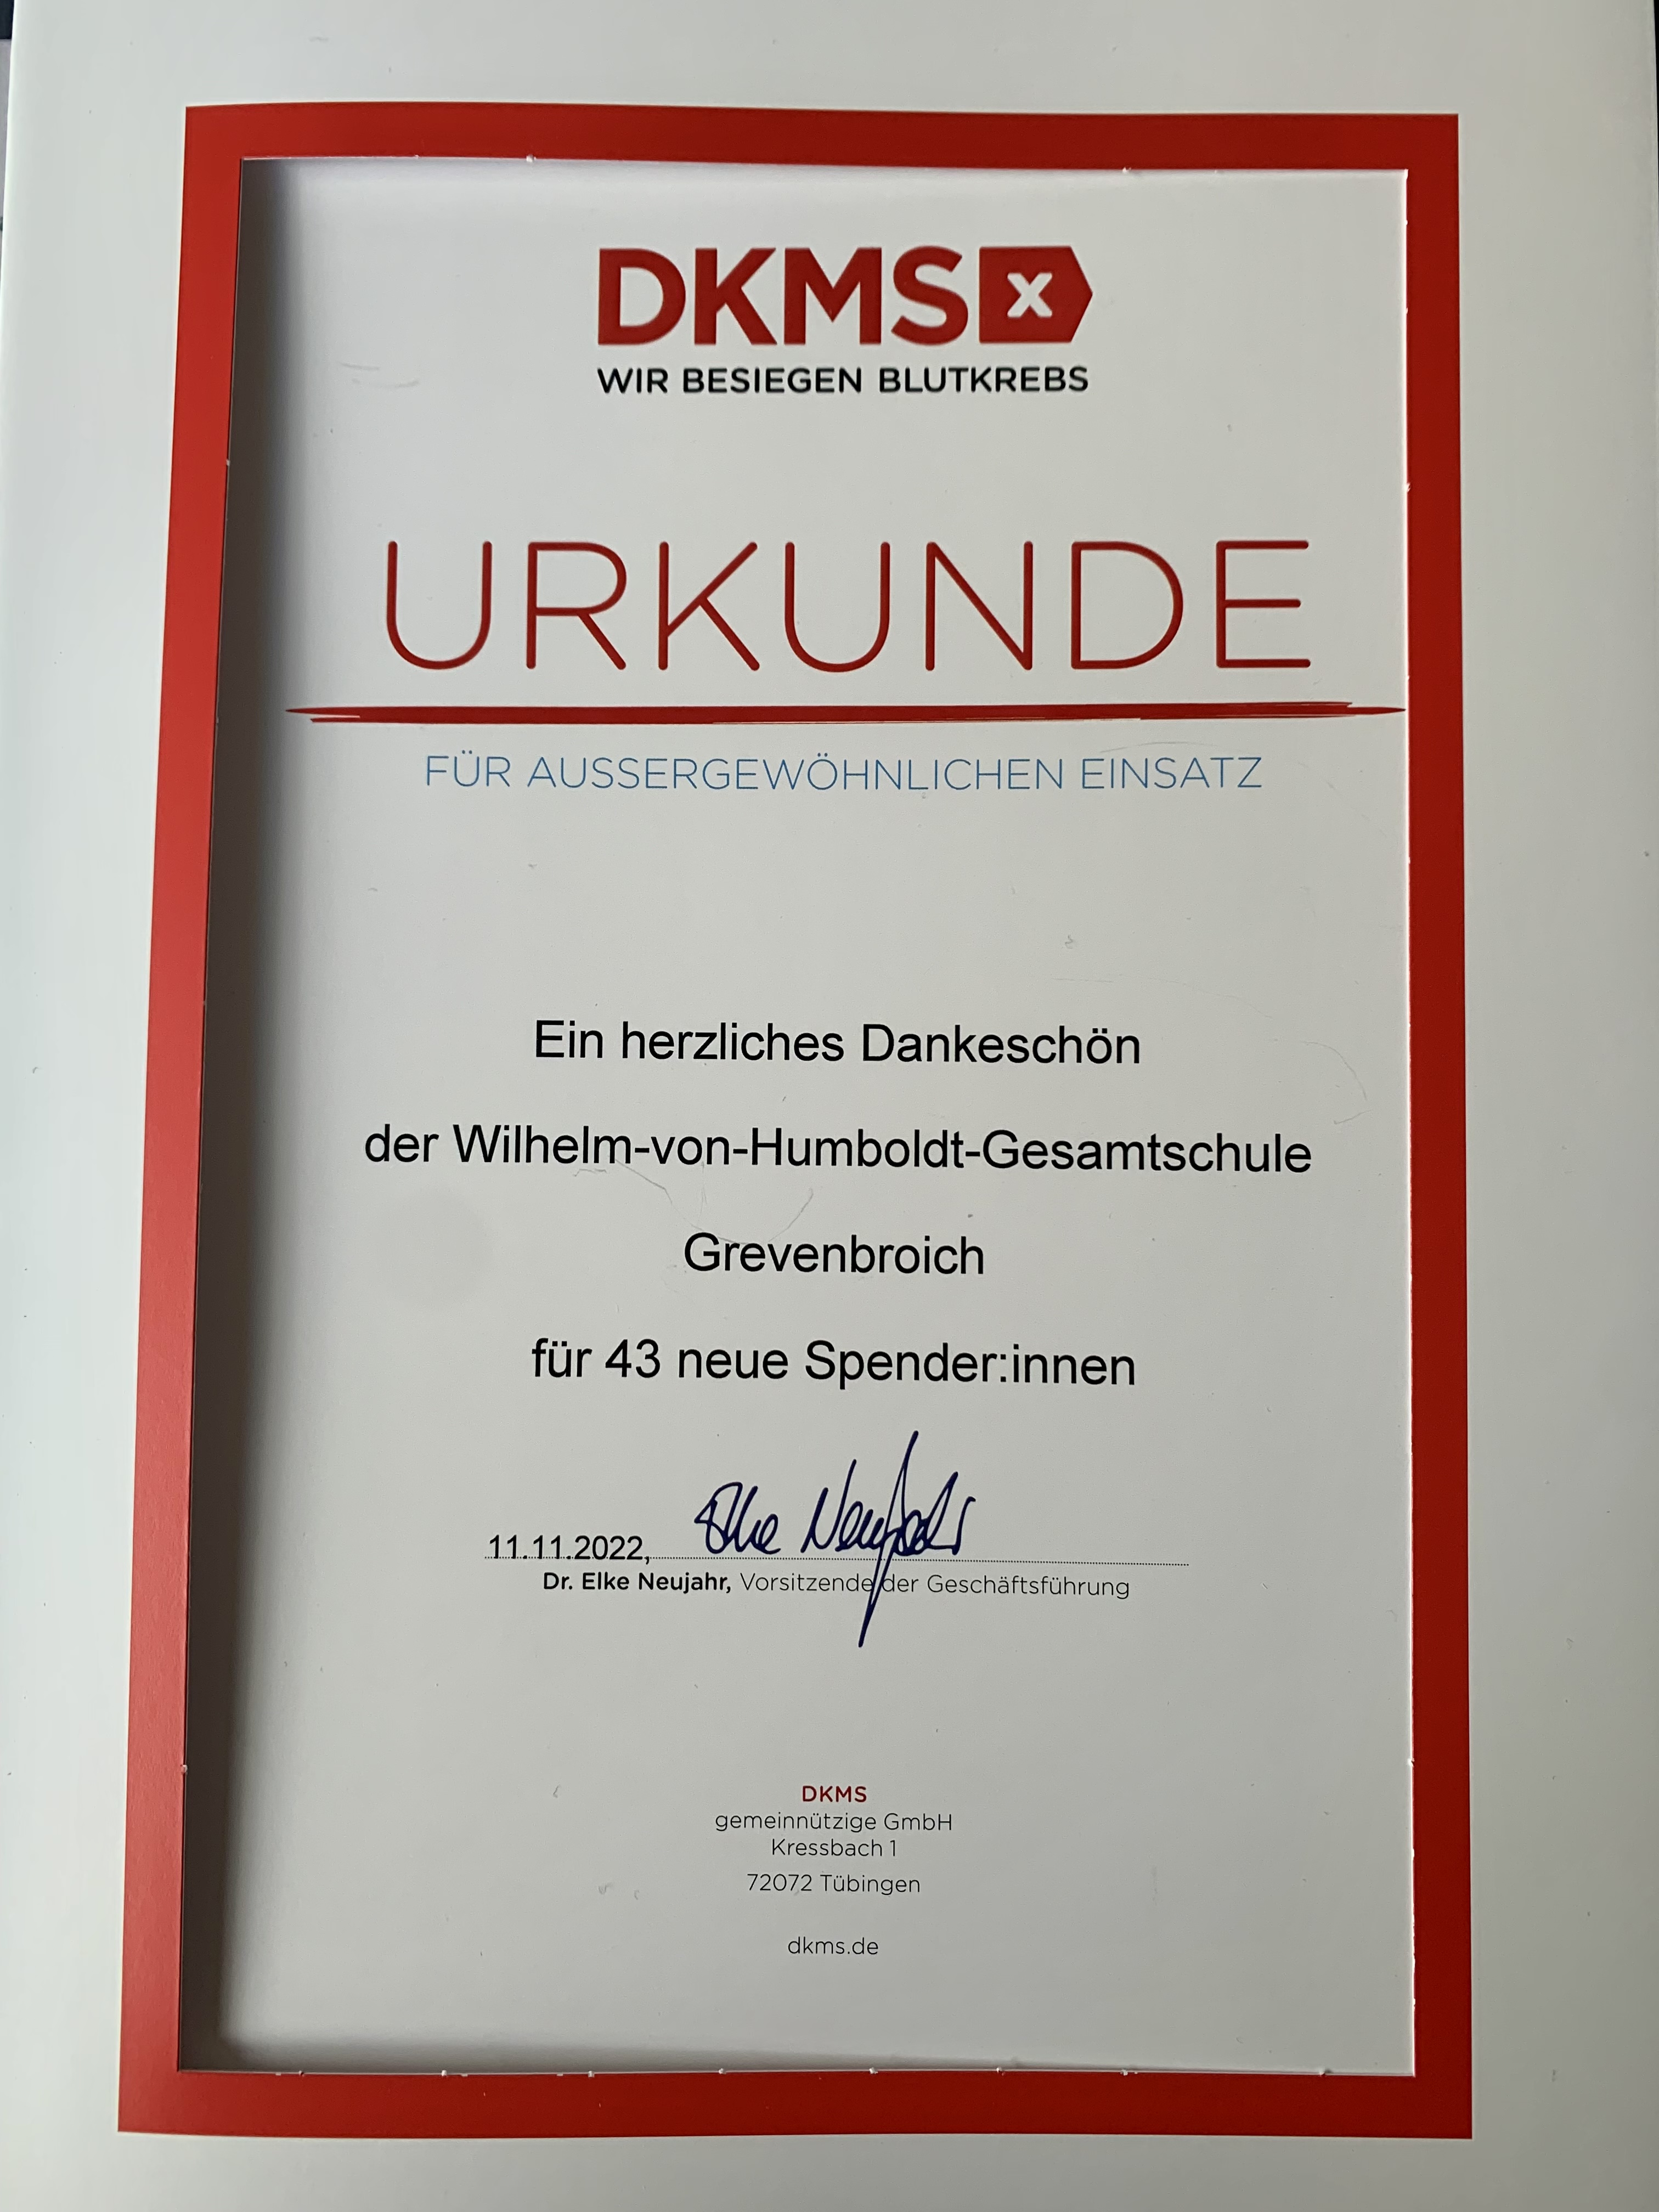 DKMS x
WIR BESIEGEN BLUTKREBS
URKUNDE
FÜR AUSSERGEWÖHNLICHEN EINSATZ
Ein herzliches Dankeschön
der Wilhelm-von-Humboldt-Gesamtschule
Grevenbroich
für 43 neue Spender:innen
11.11.2022, Elke Neujahr
Dr. Elke Neujahr, Vorsitzende der Geschäftsführung
DKMS
gemeinnützige GmbH
Kressbach 1
72072 Tübingen
dkms.de